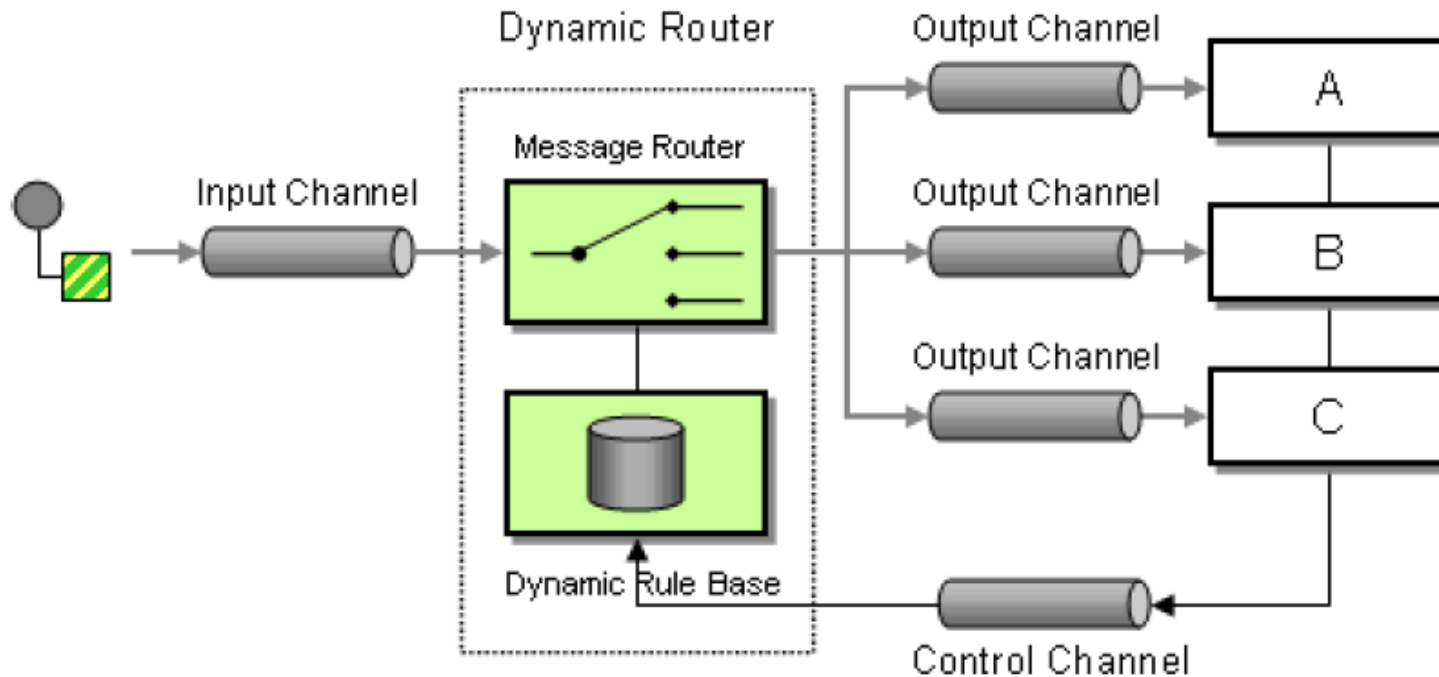 Dynamic Router
Output Channel
A
Message Router
Input Channel
Output Channel
B
Output Channel
C
Dynamic Rule Base
Control Channel